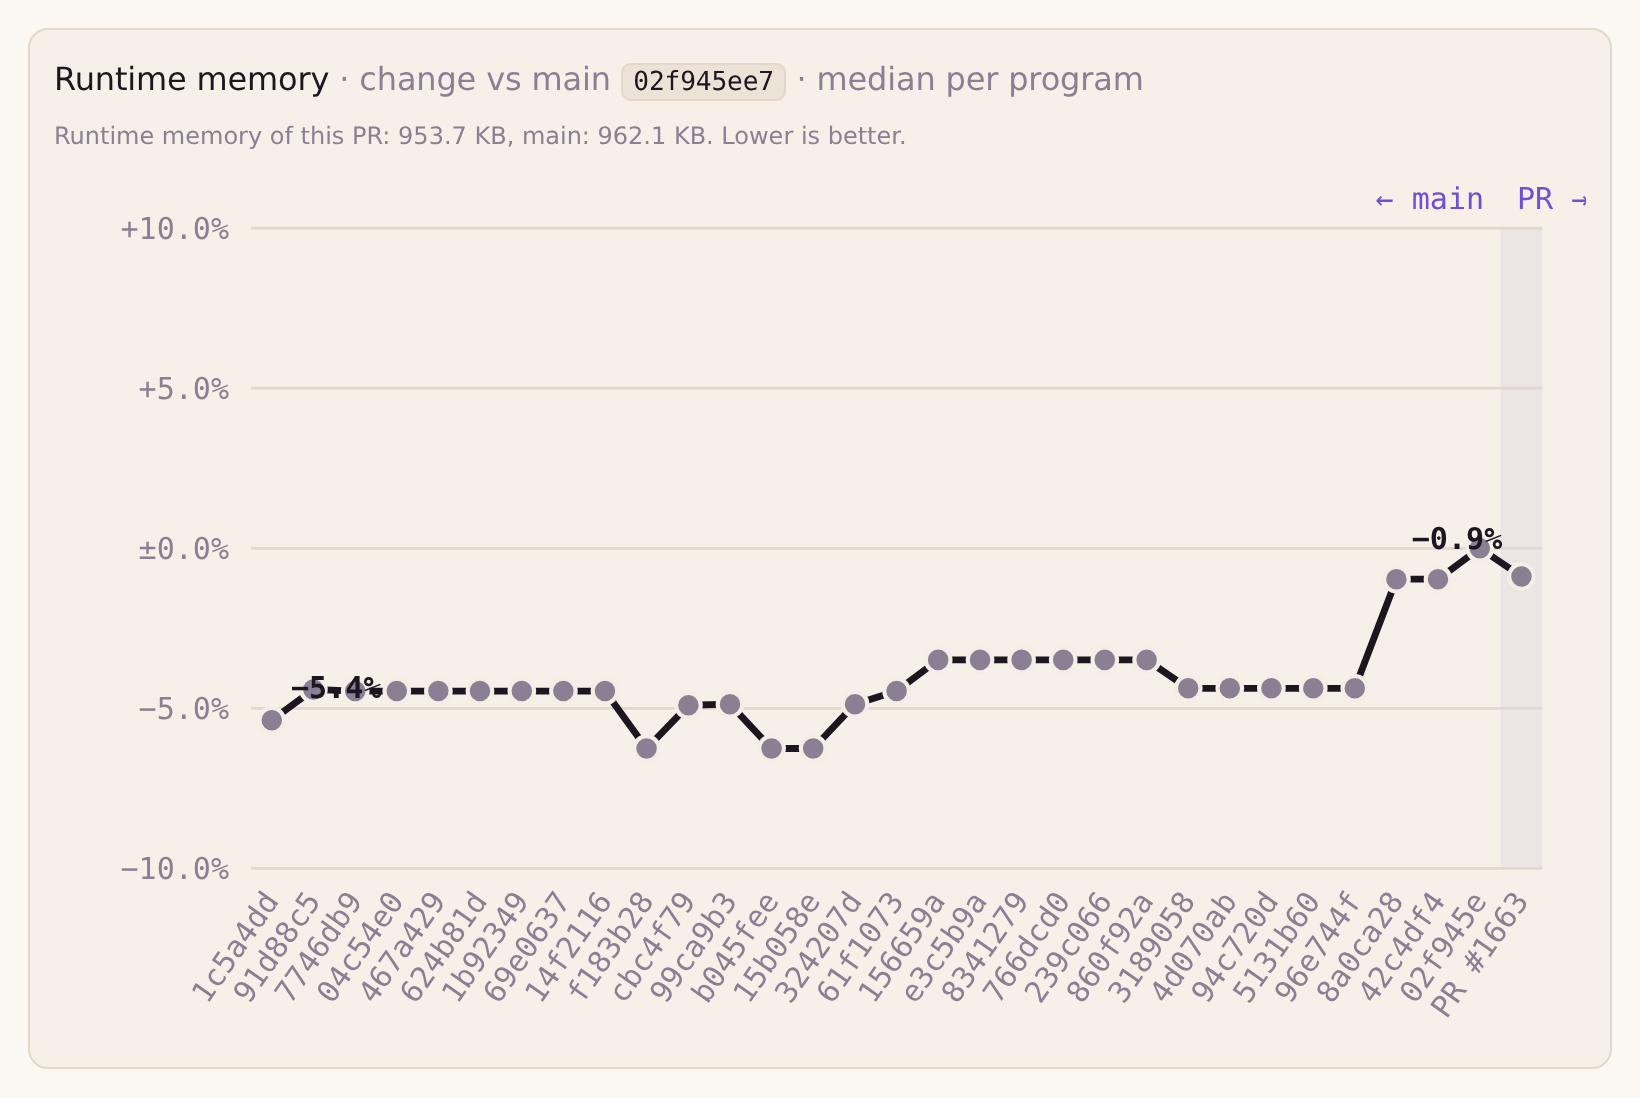 Runtime memory · change vs main 02f945ee7 · median per program
Runtime memory of this PR: 953.7 KB, main: 962.1 KB. Lower is better.
← main PR →
+10.0%
+5.0%
±0.0%
−5.0%
−10.0%
−5.4%
−0.9%
1c5a4dd
91d88c5
7746db9
04c54e0
467a429
624b81d
1b92349
69e0637
14f2116
f183b28
cbc4f79
99ca9b3
b045fee
15b058e
324207d
61f1073
156659a
e3c5b9a
8341279
766dcd0
239c066
860f92a
3189058
4d070ab
94c720d
5131b60
96e744f
8a0ca28
42c4df4
02f945e
PR #1663